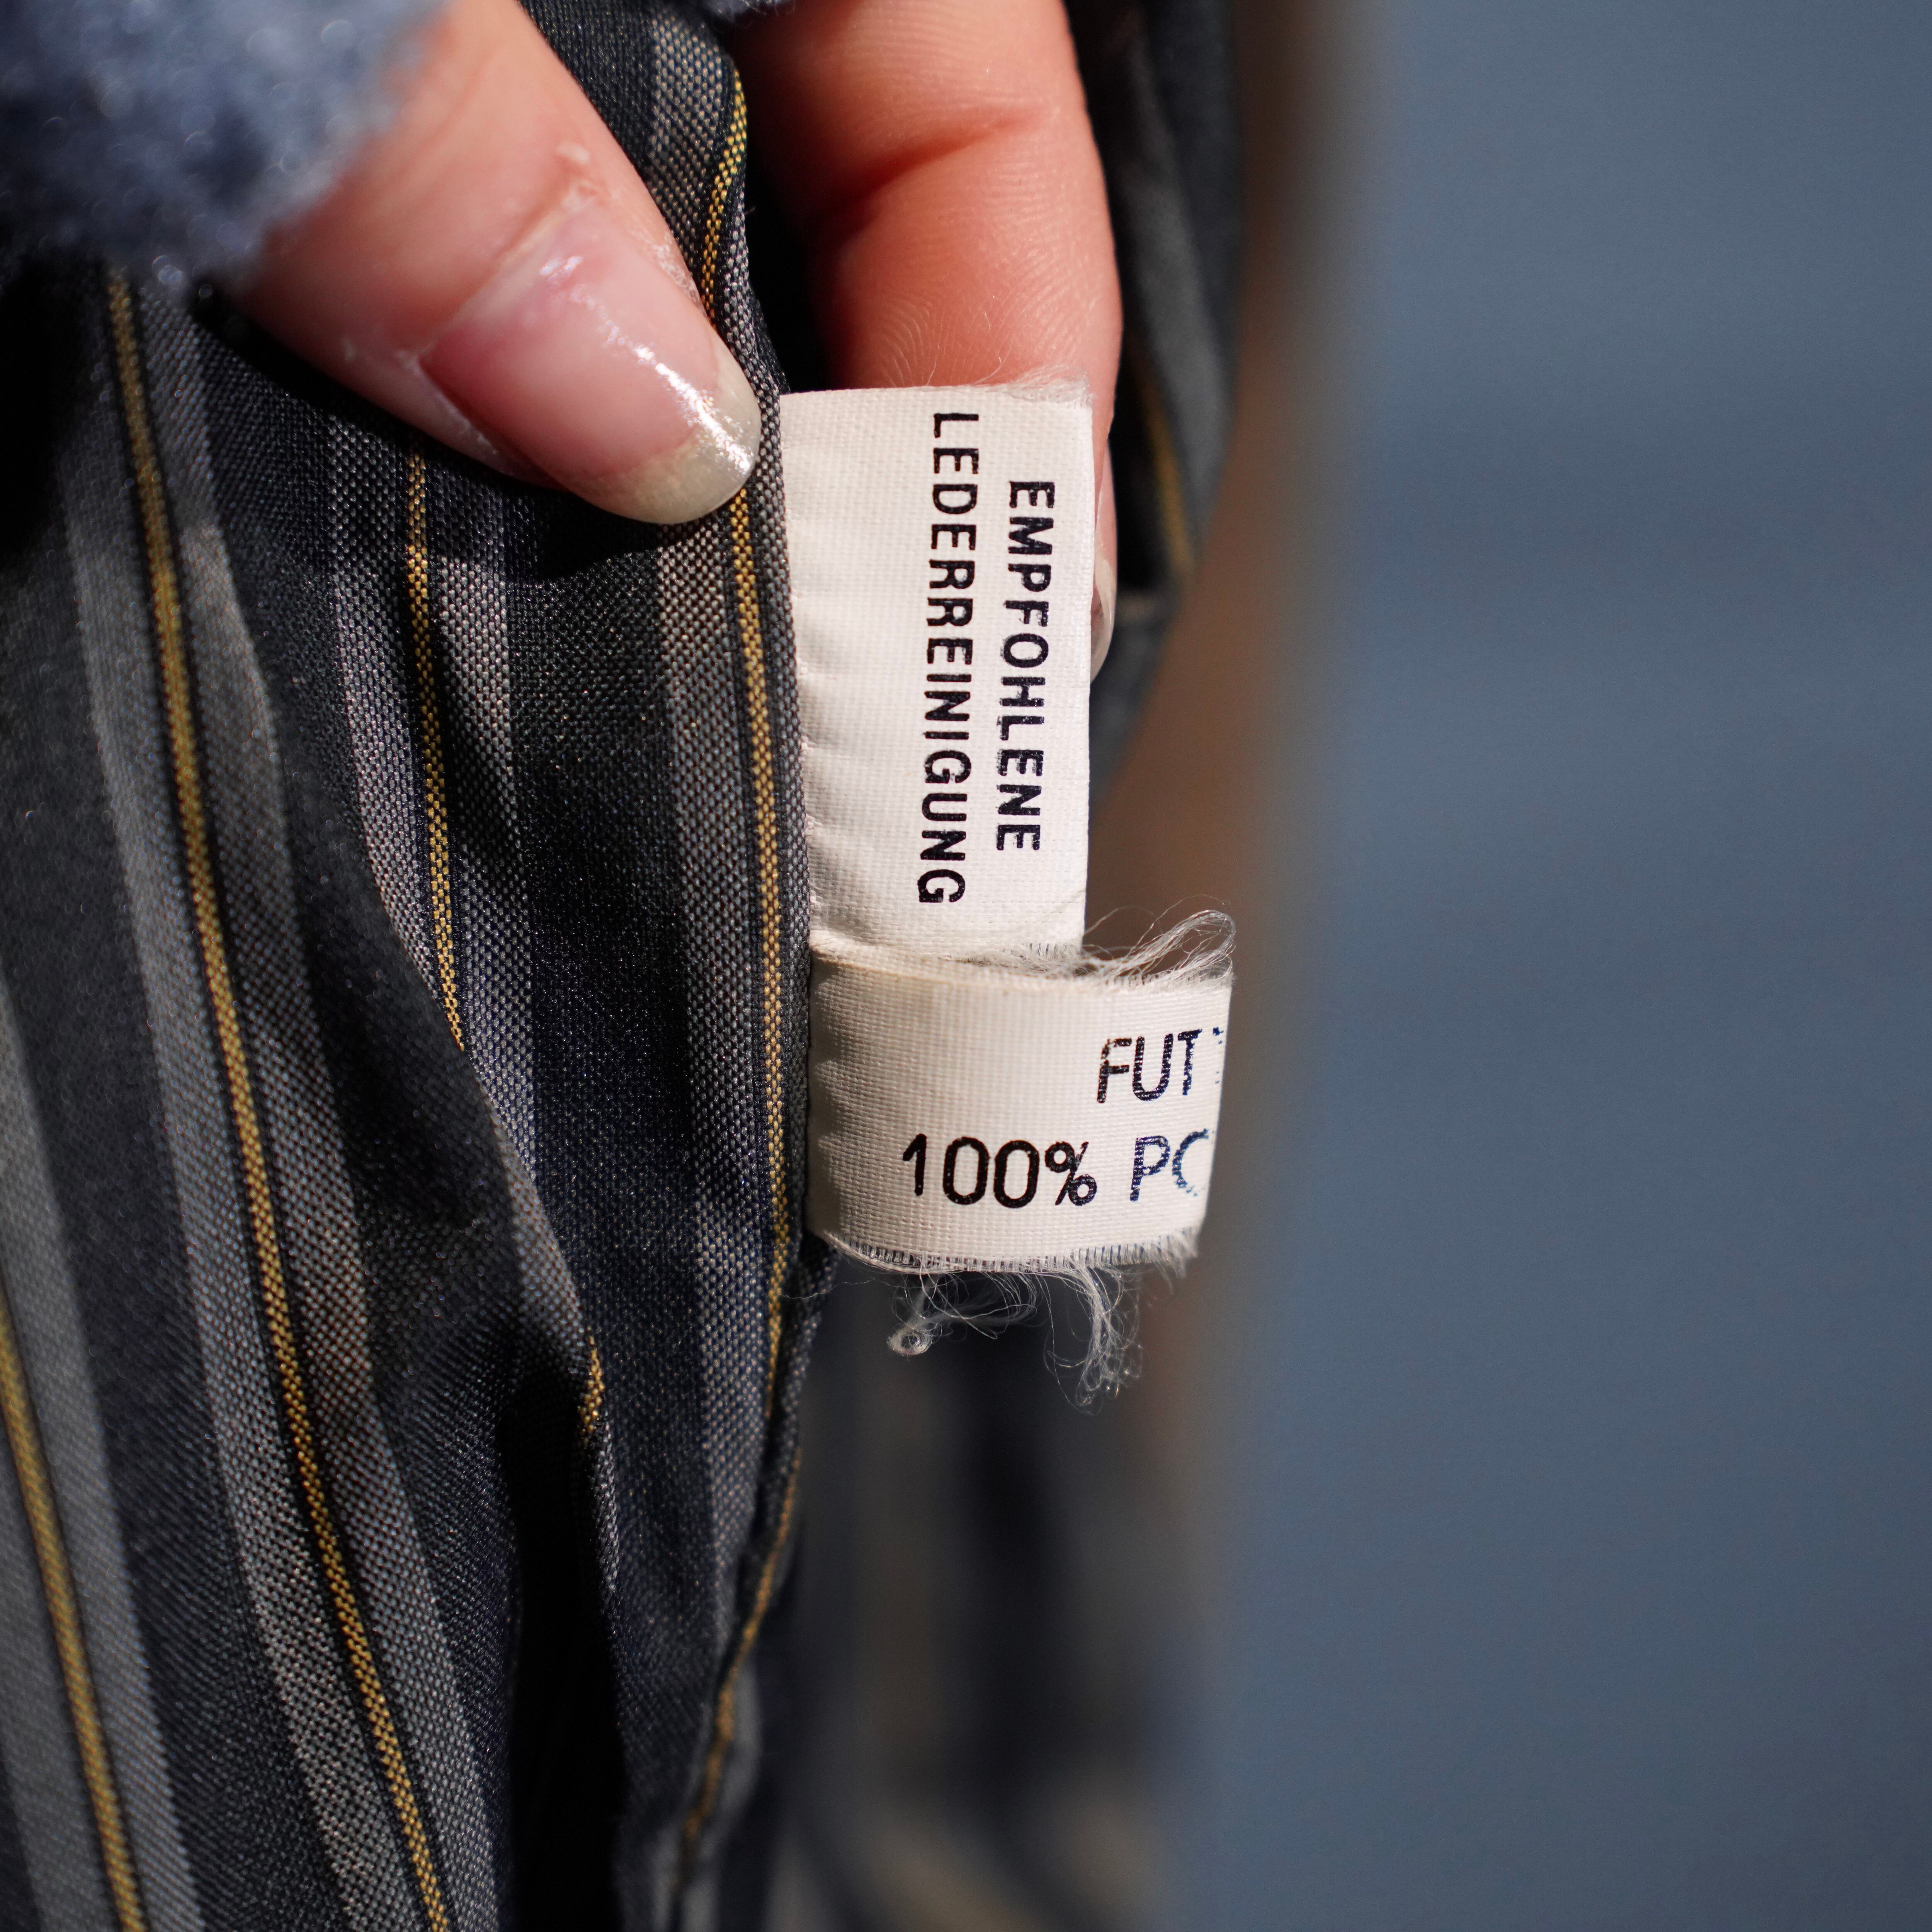 EMPFOHLENE
LEDERREINIGUNG
FUT
100% PO